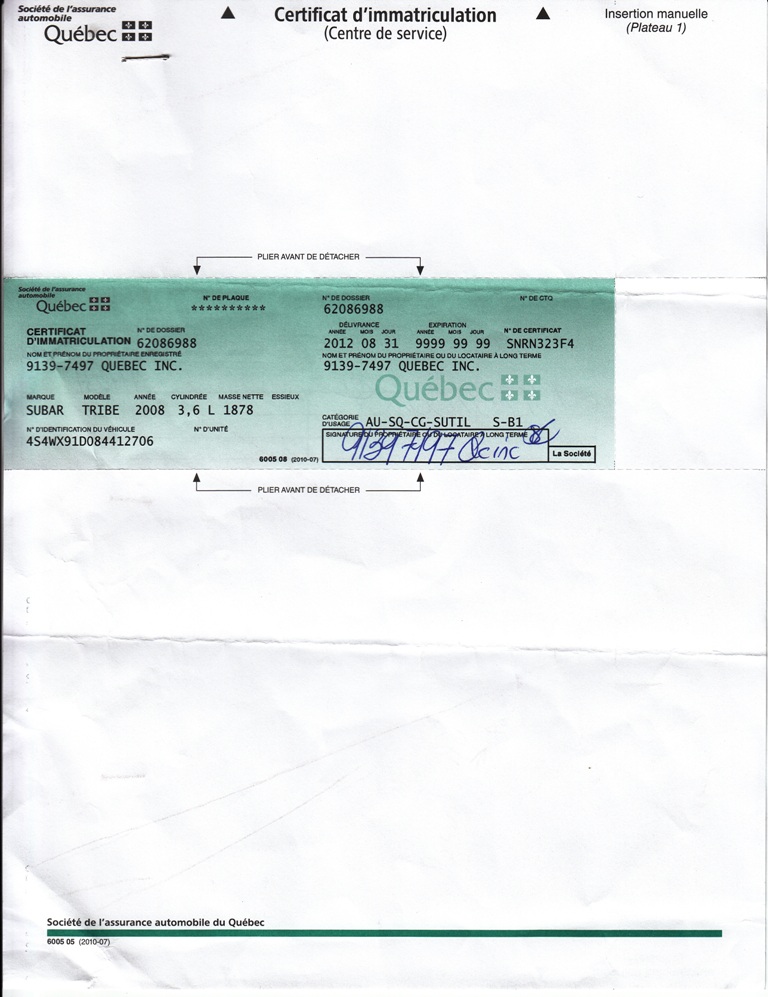 Société de l'assurance
automobile
Québec
Certificat d'immatriculation
(Centre de service)
Insertion manuelle
(Plateau 1)
PLIER AVANT DE DÉTACHER
Société de l'assurance
automobile
Québec
N° DE PLAQUE
**********
CERTIFICAT
D'IMMATRICULATION
N° DE DOSSIER
62086988
NOM ET PRÉNOM DU PROPRIÉTAIRE ENREGISTRÉ
9139-7497 QUEBEC INC.
MARQUE MODÈLE ANNÉE CYLINDRÉE MASSE NETTE ESSIEUX
SUBAR TRIBE 2008 3,6 L 1878
N° D'IDENTIFICATION DU VÉHICULE N° D'UNITÉ
4S4WX91D084412706
6005 08 (2010-07)
N° DE DOSSIER N° DE CTQ
62086988
DÉLIVRANCE EXPIRATION
ANNÉE MOIS JOUR ANNÉE MOIS JOUR N° DE CERTIFICAT
2012 08 31 9999 99 99 SNRN323F4
NOM ET PRÉNOM DU PROPRIÉTAIRE OU DU LOCATAIRE À LONG TERME
9139-7497 QUEBEC INC.
Québec
CATÉGORIE
D'USAGE AU-SQ-CG-SUTIL S-B1
SIGNATURE DU PROPRIÉTAIRE OU DU LOCATAIRE À LONG TERME
9139 7497 Qc inc
La Société
PLIER AVANT DE DÉTACHER
Société de l'assurance automobile du Québec
6005 05 (2010-07)